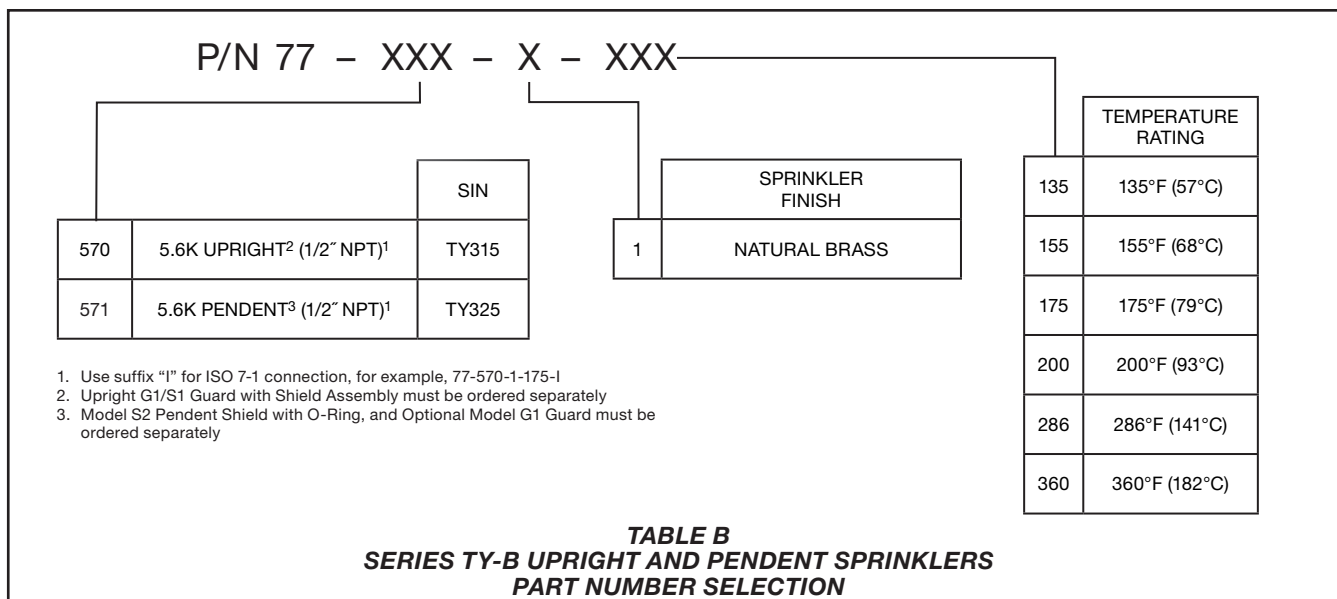 P/N 77 – XXX – X – XXX
SIN
570 5.6K UPRIGHT² (1/2˝ NPT)¹ TY315
571 5.6K PENDENT³ (1/2˝ NPT)¹ TY325
SPRINKLER
FINISH
1 NATURAL BRASS
TEMPERATURE
RATING
135 135°F (57°C)
155 155°F (68°C)
175 175°F (79°C)
200 200°F (93°C)
286 286°F (141°C)
360 360°F (182°C)
1. Use suffix “I” for ISO 7-1 connection, for example, 77-570-1-175-I
2. Upright G1/S1 Guard with Shield Assembly must be ordered separately
3. Model S2 Pendent Shield with O-Ring, and Optional Model G1 Guard must be
ordered separately
TABLE B
SERIES TY-B UPRIGHT AND PENDENT SPRINKLERS
PART NUMBER SELECTION